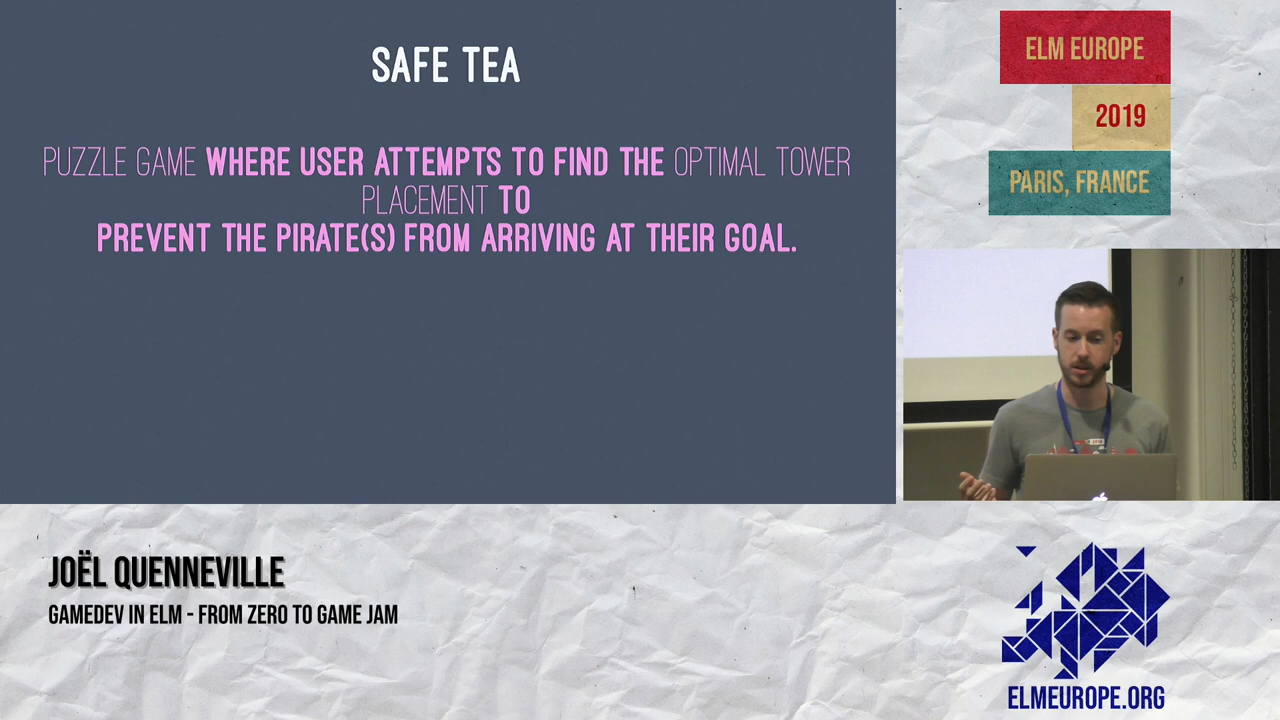 SAFE TEA
PUZZLE GAME WHERE USER ATTEMPTS TO FIND THE OPTIMAL TOWER
PLACEMENT TO
PREVENT THE PIRATE(S) FROM ARRIVING AT THEIR GOAL.
ELM EUROPE
2019
PARIS, FRANCE
JOËL QUENNEVILLE
GAMEDEV IN ELM - FROM ZERO TO GAME JAM
ELMEUROPE.ORG